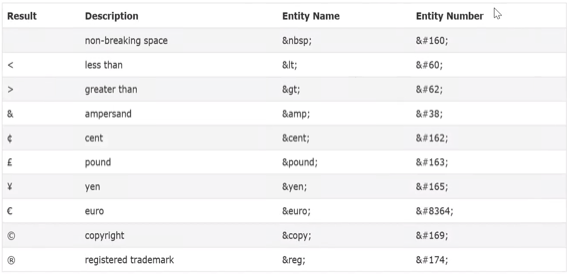 Result Description Entity Name Entity Number
non-breaking space &nbsp; &#160;
< less than &lt; &#60;
> greater than &gt; &#62;
& ampersand &amp; &#38;
¢ cent &cent; &#162;
£ pound &pound; &#163;
¥ yen &yen; &#165;
€ euro &euro; &#8364;
© copyright &copy; &#169;
® registered trademark &reg; &#174;